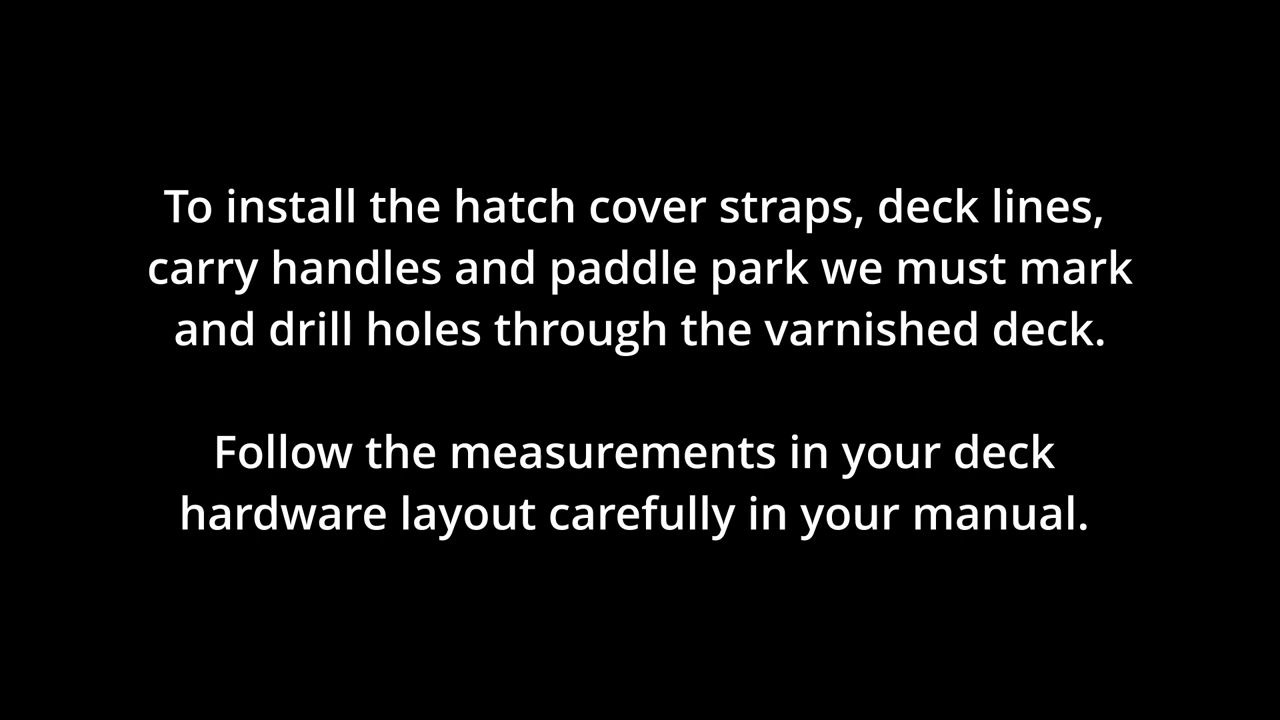 To install the hatch cover straps, deck lines,
carry handles and paddle park we must mark
and drill holes through the varnished deck.
Follow the measurements in your deck
hardware layout carefully in your manual.